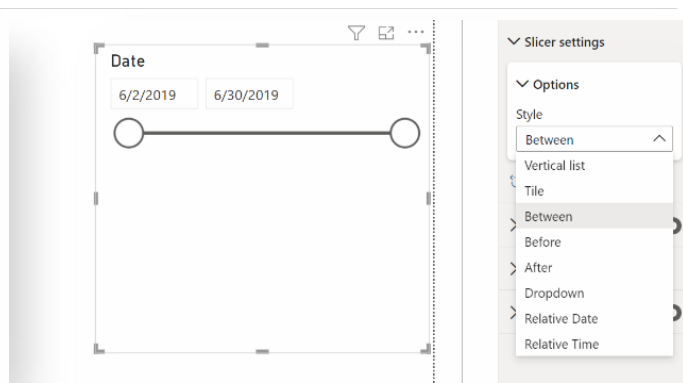 Date
6/2/2019 6/30/2019
Slicer settings
Options
Style
Between
Vertical list
Tile
Between
Before
After
Dropdown
Relative Date
Relative Time